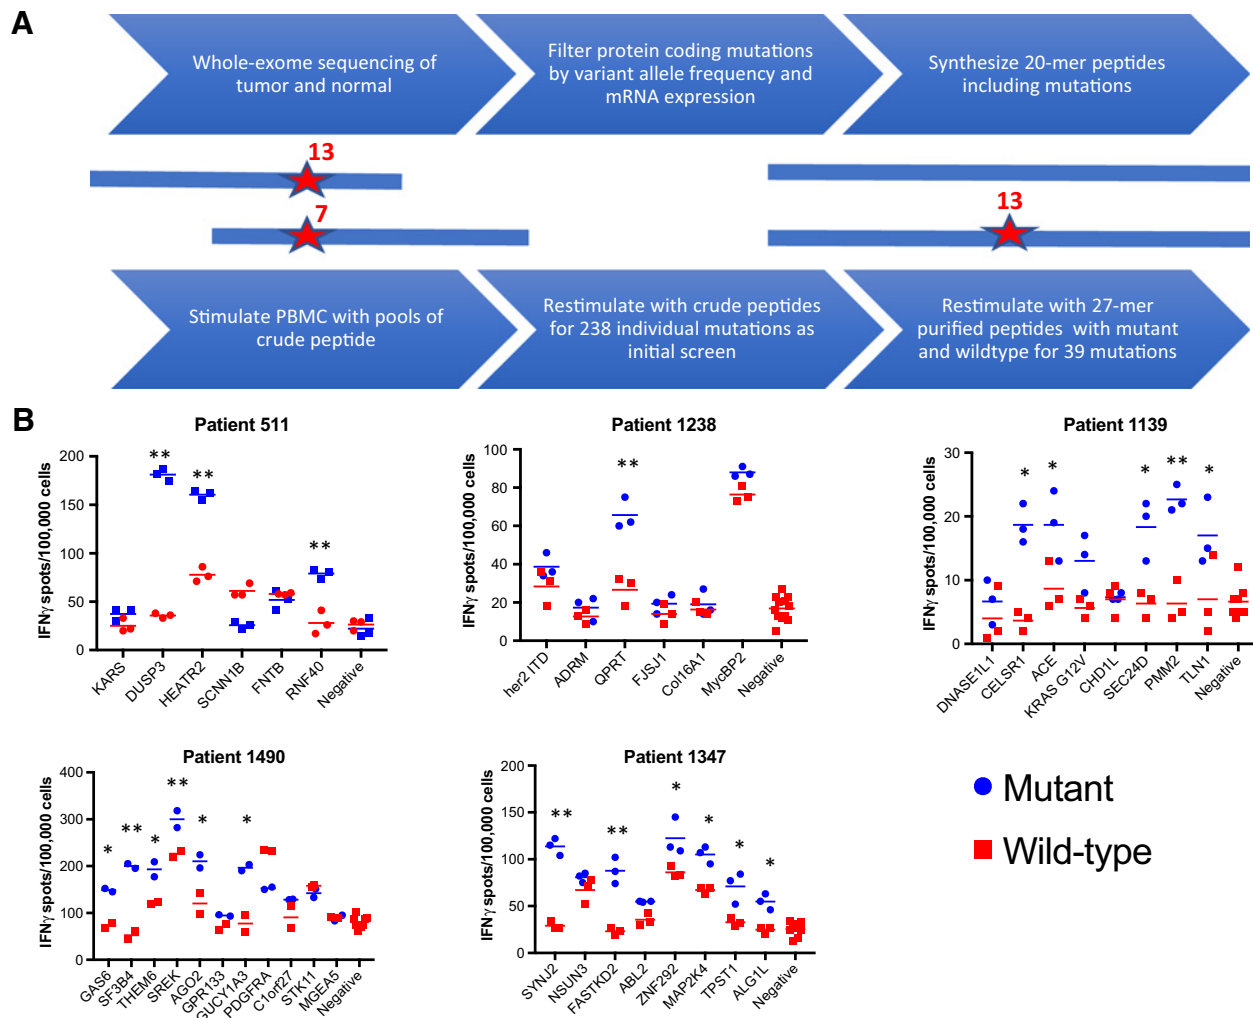 A
Whole-exome sequencing of
tumor and normal
Filter protein coding mutations
by variant allele frequency and
mRNA expression
Synthesize 20-mer peptides
including mutations
13
7
13
Stimulate PBMC with pools of
crude peptide
Restimulate with crude peptides
for 238 individual mutations as
initial screen
Restimulate with 27-mer
purified peptides with mutant
and wildtype for 39 mutations
B
Patient 511
IFNγ spots/100,000 cells
200
150
100
50
0
**
**
**
KARS
DUSP3
HEATR2
SCNN1B
FNTB
RNF40
Negative
Patient 1238
IFNγ spots/100,000 cells
100
80
60
40
20
0
**
her2ITD
ADRM
QPRT
FJSJ1
Col16A1
MycBP2
Negative
Patient 1139
IFNγ spots/100,000 cells
30
20
10
0
*
*
*
**
*
DNASE1L1
CELSR1
ACE
KRAS G12V
CHD1L
SEC24D
PMM2
TLN1
Negative
Patient 1490
IFNγ spots/100,000 cells
400
300
200
100
0
*
**
*
**
*
*
GAS6
SF3B4
THEM6
SREK
AGO2
GPR133
GUCY1A3
PDGFRA
C1orf27
STK11
MGEA5
Negative
Patient 1347
IFNγ spots/100,000 cells
200
150
100
50
0
**
**
*
*
*
*
SYNJ2
NSUN3
FASTKD2
ABL2
ZNF292
MAP2K4
TPST1
ALG1L
Negative
Mutant
Wild-type